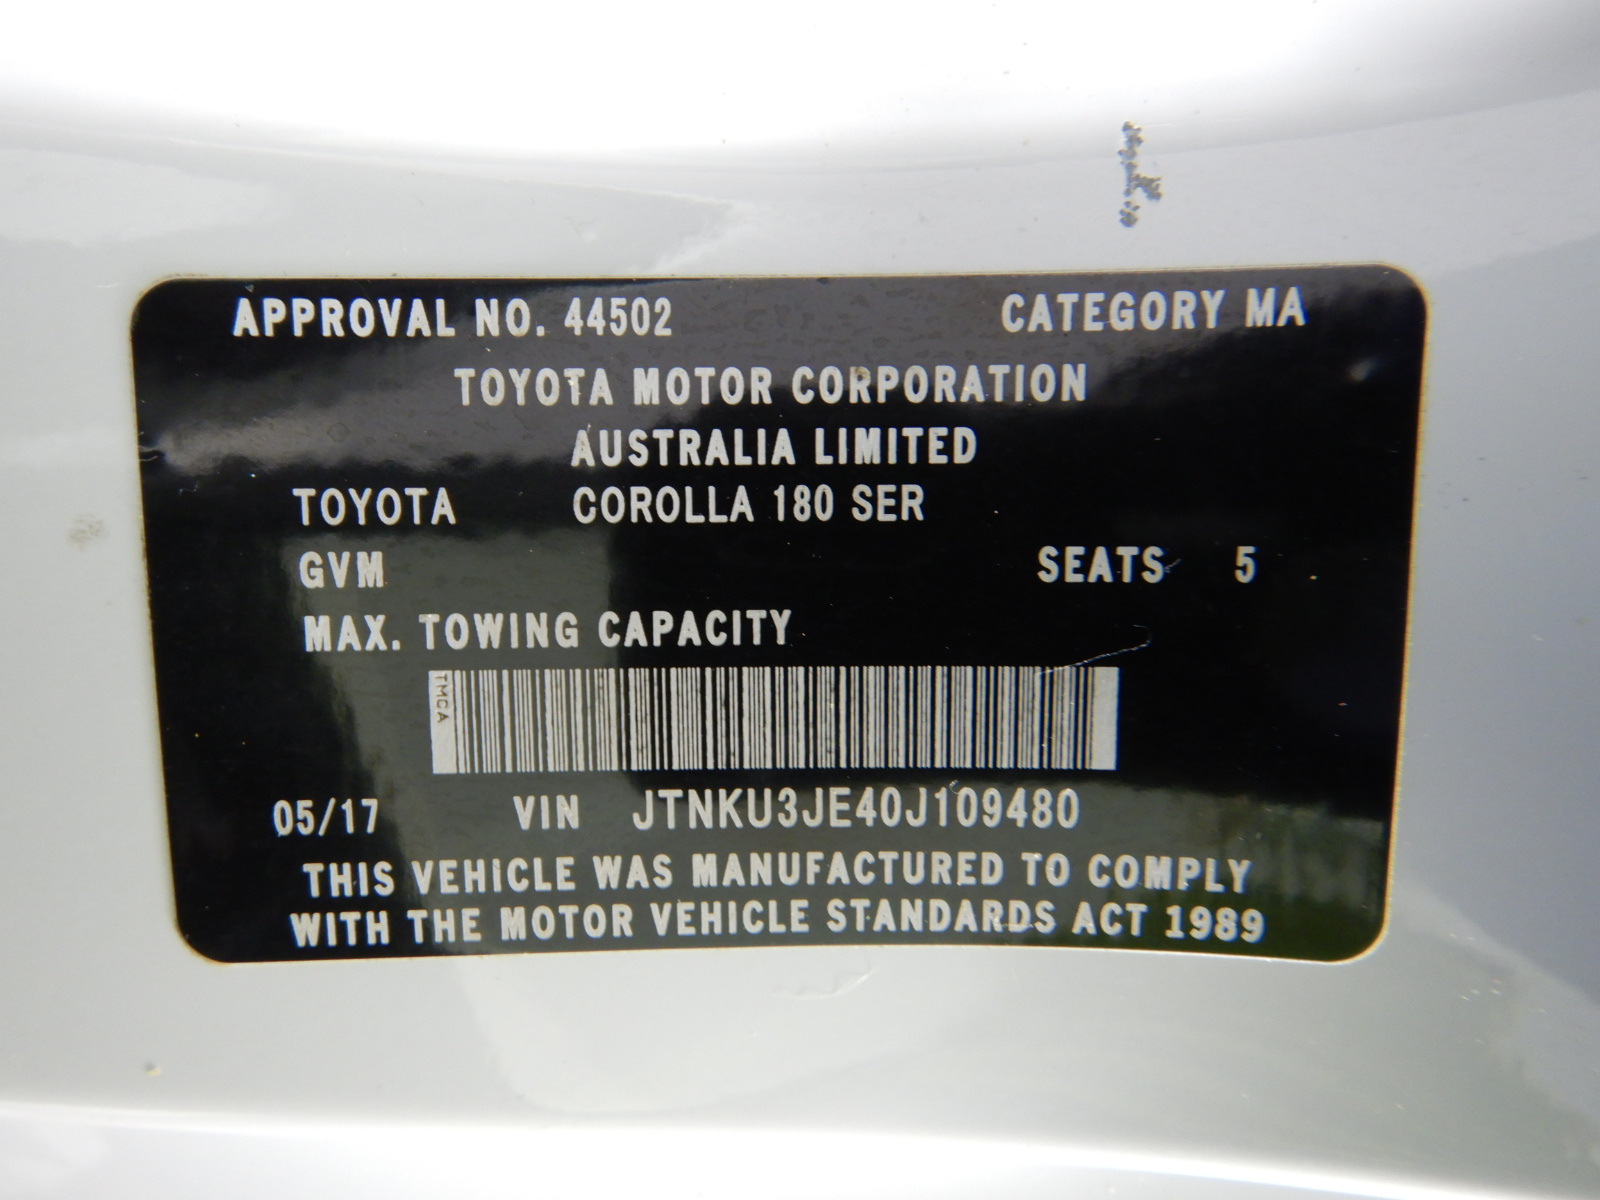 APPROVAL NO. 44502 CATEGORY MA
TOYOTA MOTOR CORPORATION
AUSTRALIA LIMITED
TOYOTA COROLLA 180 SER
GVM SEATS 5
MAX. TOWING CAPACITY
TMCA
05/17 VIN JTNKU3JE40J109480
THIS VEHICLE WAS MANUFACTURED TO COMPLY
WITH THE MOTOR VEHICLE STANDARDS ACT 1989